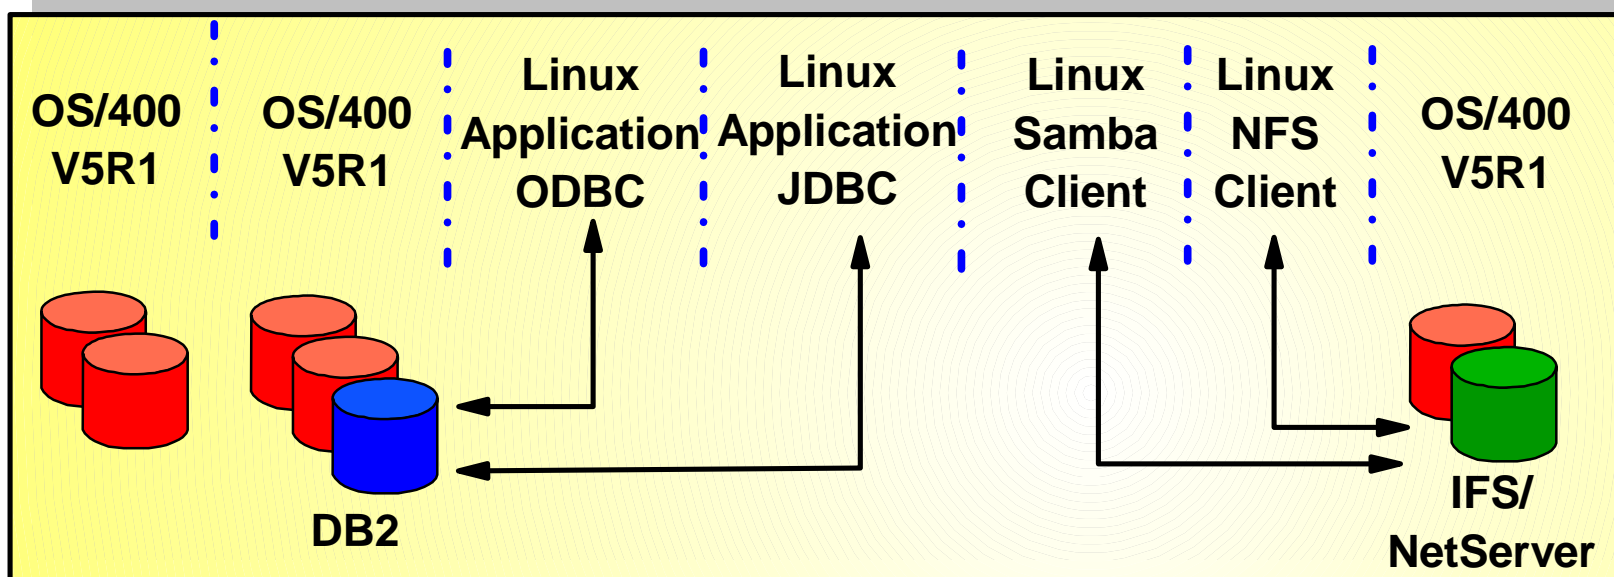 OS/400
V5R1
OS/400
V5R1
Linux
Application
ODBC
Linux
Application
JDBC
Linux
Samba
Client
Linux
NFS
Client
OS/400
V5R1
DB2
IFS/
NetServer